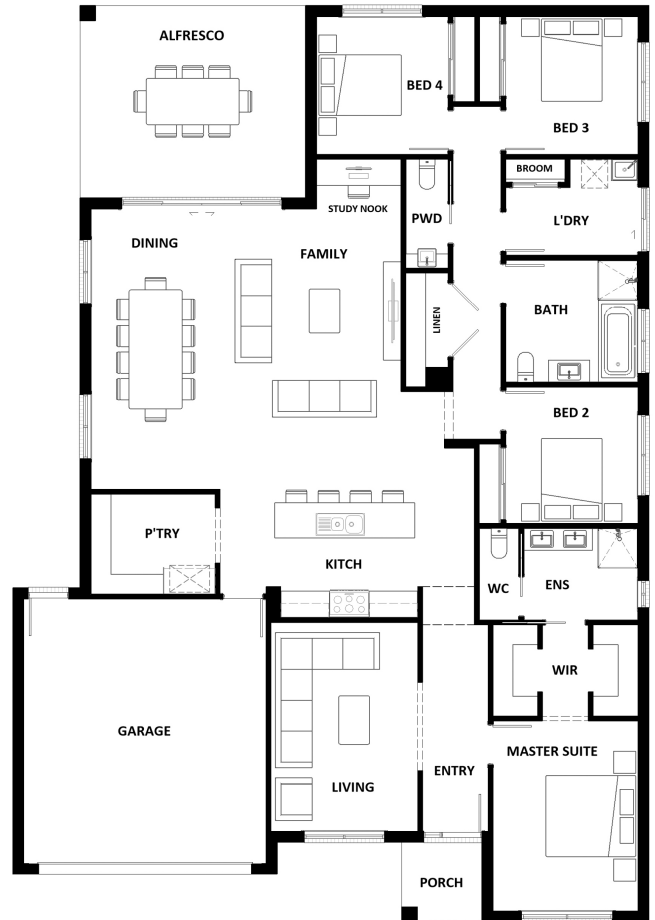 ALFRESCO
BED 4
BED 3
BROOM
STUDY NOOK
PWD
L'DRY
DINING
FAMILY
LINEN
BATH
BED 2
P'TRY
KITCH
WC
ENS
WIR
GARAGE
MASTER SUITE
LIVING
ENTRY
PORCH